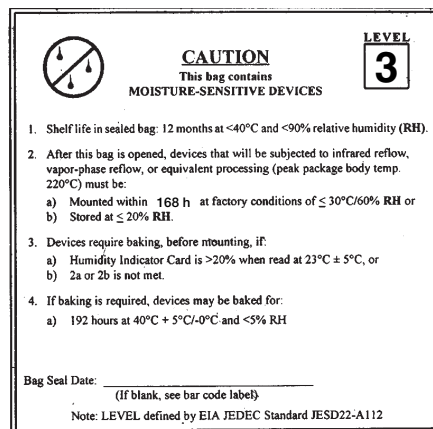 LEVEL
3
CAUTION
This bag contains
MOISTURE-SENSITIVE DEVICES
1. Shelf life in sealed bag: 12 months at <40°C and <90% relative humidity (RH).
2. After this bag is opened, devices that will be subjected to infrared reflow,
vapor-phase reflow, or equivalent processing (peak package body temp.
220°C) must be:
a) Mounted within 168 h at factory conditions of ≤ 30°C/60% RH or
b) Stored at ≤ 20% RH.
3. Devices require baking, before mounting, if:
a) Humidity Indicator Card is >20% when read at 23°C ± 5°C, or
b) 2a or 2b is not met.
4. If baking is required, devices may be baked for:
a) 192 hours at 40°C + 5°C/-0°C and <5% RH
Bag Seal Date:
(If blank, see bar code label)
Note: LEVEL defined by EIA JEDEC Standard JESD22-A112